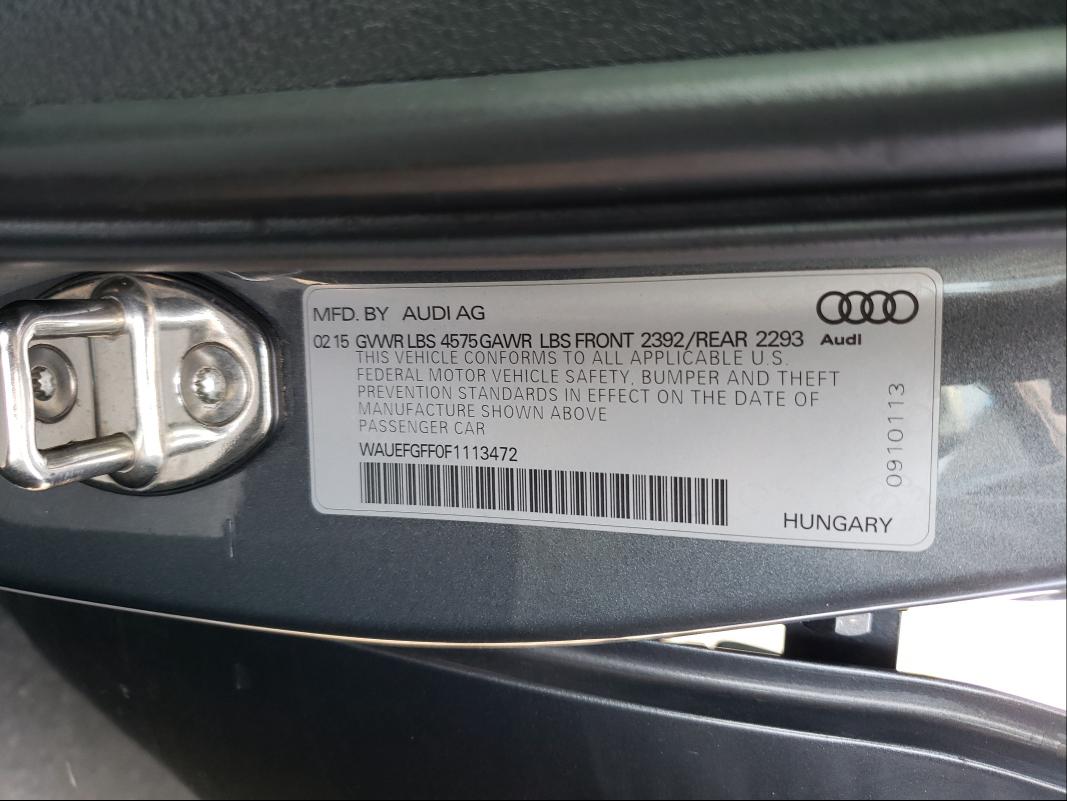 MFD. BY AUDI AG
02 15 GVWR LBS 4575 GAWR LBS FRONT 2392/REAR 2293
Audi
THIS VEHICLE CONFORMS TO ALL APPLICABLE U.S.
FEDERAL MOTOR VEHICLE SAFETY, BUMPER AND THEFT
PREVENTION STANDARDS IN EFFECT ON THE DATE OF
MANUFACTURE SHOWN ABOVE
PASSENGER CAR
WAUEFGFF0F1113472
0910113
HUNGARY